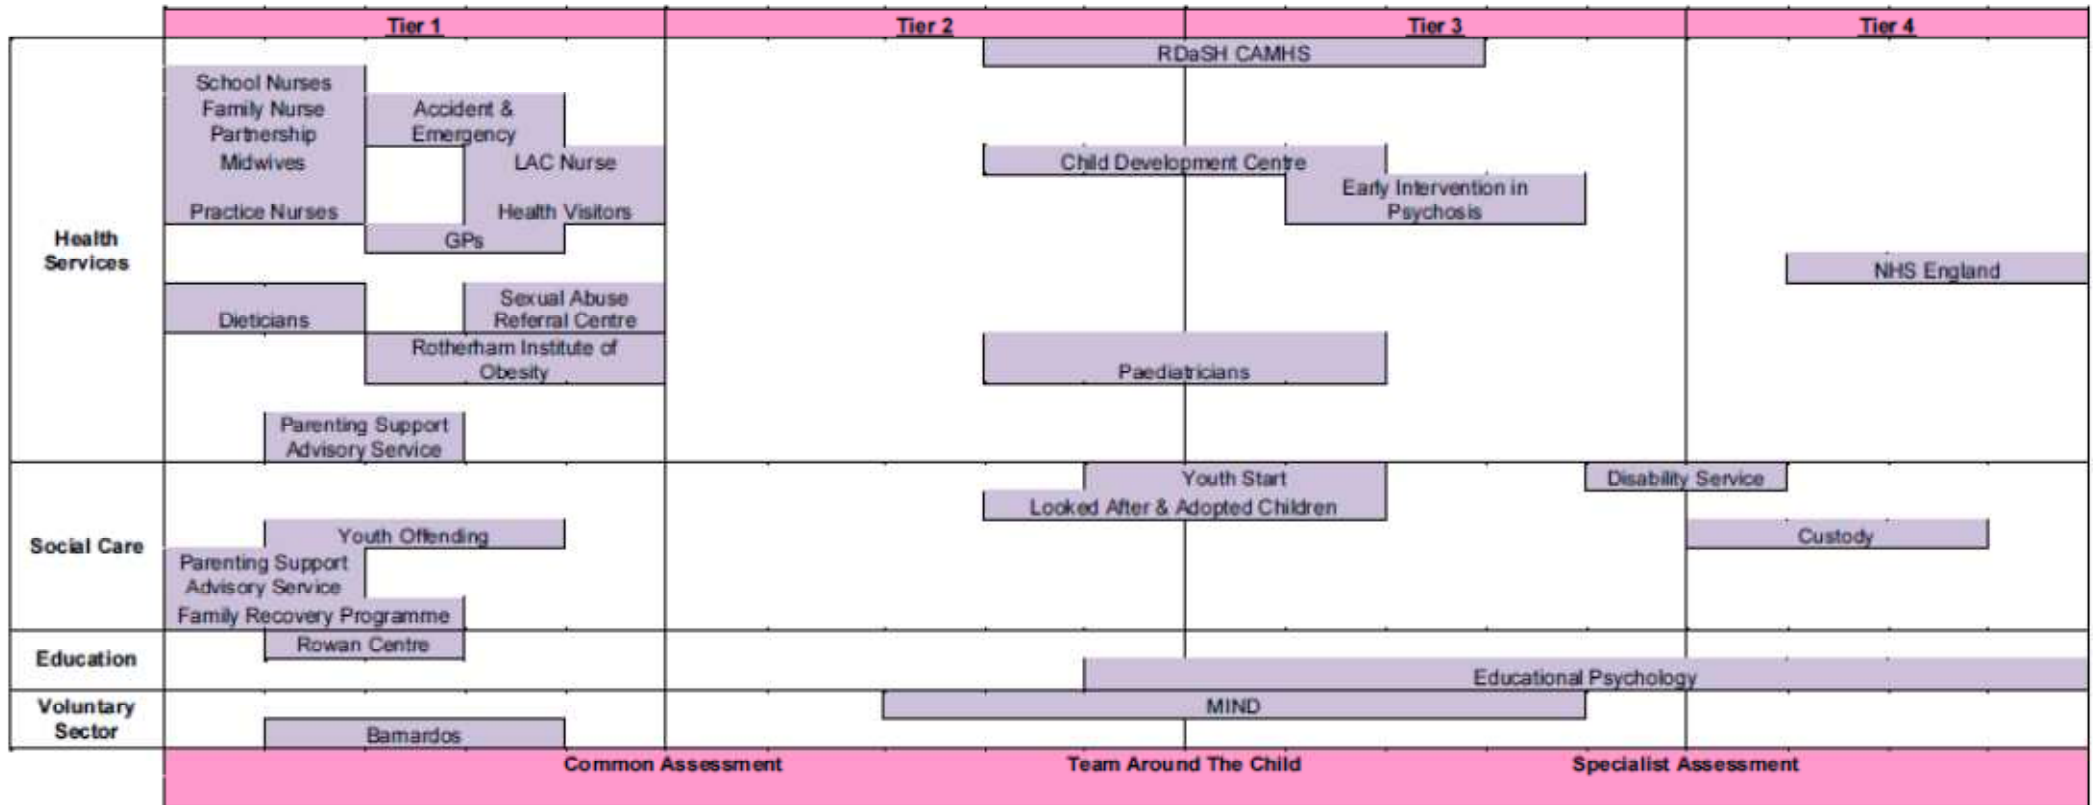 Tier 1 Tier 2 Tier 3 Tier 4
RDaSH CAMHS
School Nurses
Family Nurse
Partnership
Accident &
Emergency
Midwives
LAC Nurse
Child Development Centre
Early Intervention in
Psychosis
Practice Nurses
Health Visitors
Health
Services
GPs
NHS England
Dieticians
Sexual Abuse
Referral Centre
Rotherham Institute of
Obesity
Paediatricians
Parenting Support
Advisory Service
Social Care
Youth Start
Disability Service
Looked After & Adopted Children
Youth Offending
Custody
Parenting Support
Advisory Service
Family Recovery Programme
Education
Rowan Centre
Educational Psychology
Voluntary
Sector
MIND
Barnardos
Common Assessment Team Around The Child Specialist Assessment